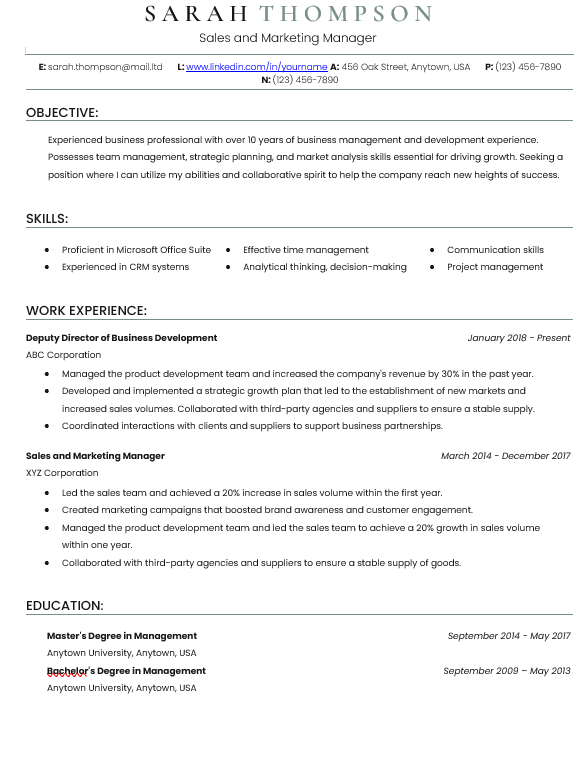 SARAH THOMPSON
Sales and Marketing Manager
E: sarah.thompson@mail.ltd L: www.linkedin.com/in/yourname A: 456 Oak Street, Anytown, USA P: (123) 456-7890
N: (123) 456-7890
OBJECTIVE:
Experienced business professional with over 10 years of business management and development experience.
Possesses team management, strategic planning, and market analysis skills essential for driving growth. Seeking a
position where I can utilize my abilities and collaborative spirit to help the company reach new heights of success.
SKILLS:
• Proficient in Microsoft Office Suite • Effective time management • Communication skills
• Experienced in CRM systems • Analytical thinking, decision-making • Project management
WORK EXPERIENCE:
Deputy Director of Business Development January 2018 - Present
ABC Corporation
• Managed the product development team and increased the company's revenue by 30% in the past year.
• Developed and implemented a strategic growth plan that led to the establishment of new markets and
increased sales volumes. Collaborated with third-party agencies and suppliers to ensure a stable supply.
• Coordinated interactions with clients and suppliers to support business partnerships.
Sales and Marketing Manager March 2014 - December 2017
XYZ Corporation
• Led the sales team and achieved a 20% increase in sales volume within the first year.
• Created marketing campaigns that boosted brand awareness and customer engagement.
• Managed the product development team and led the sales team to achieve a 20% growth in sales volume
within one year.
• Collaborated with third-party agencies and suppliers to ensure a stable supply of goods.
EDUCATION:
Master's Degree in Management September 2014 - May 2017
Anytown University, Anytown, USA
Bachelor's Degree in Management September 2009 – May 2013
Anytown University, Anytown, USA